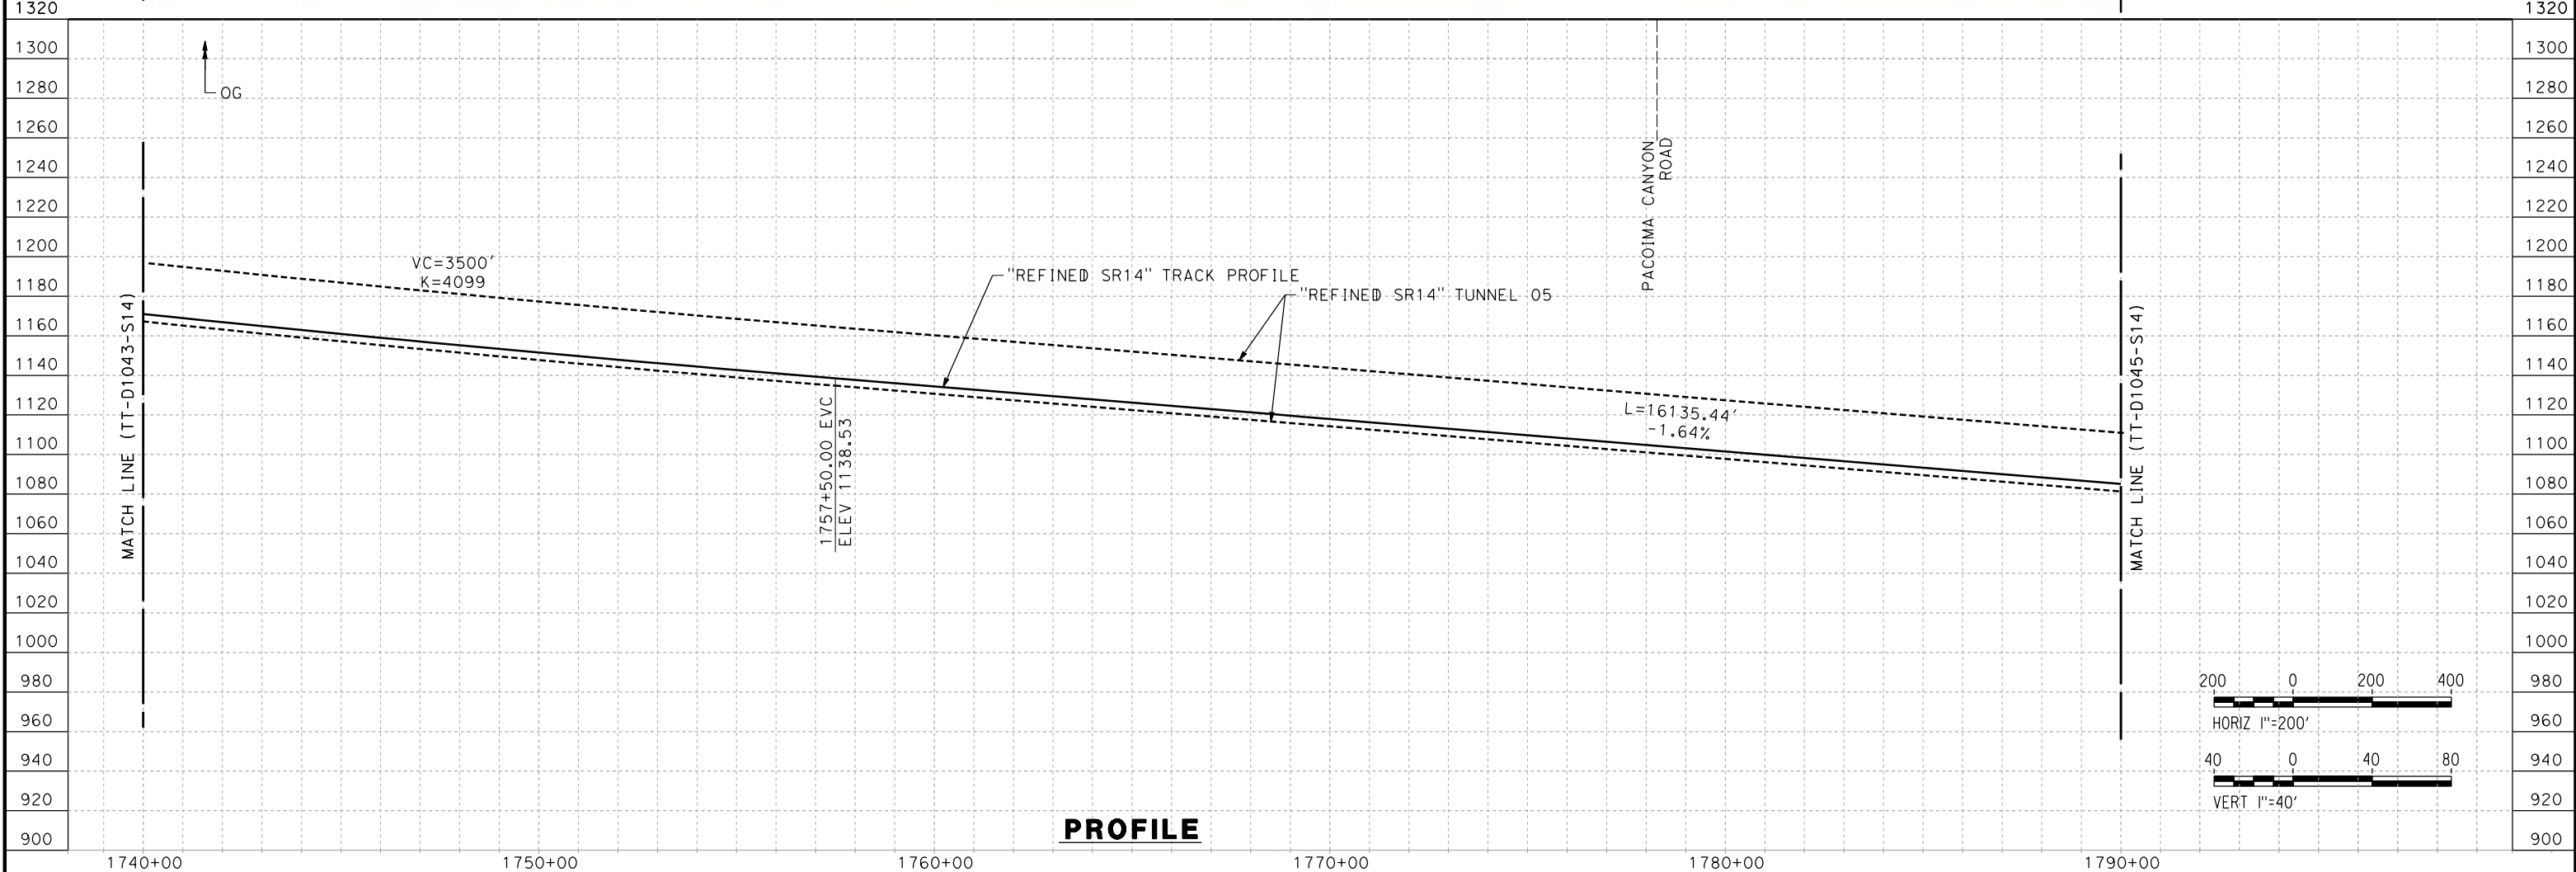 1320
1300
1280
1260
1240
1220
1200
1180
1160
1140
1120
1100
1080
1060
1040
1020
1000
980
960
940
920
900
OG
MATCH LINE (TT-D1043-S14)
VC=3500'
K=4099
1757+50.00 EVC
ELEV 1138.53
"REFINED SR14" TRACK PROFILE
"REFINED SR14" TUNNEL 05
PACOIMA CANYON
ROAD
L=16135.44'
-1.64%
MATCH LINE (TT-D1045-S14)
1320
1300
1280
1260
1240
1220
1200
1180
1160
1140
1120
1100
1080
1060
1040
1020
1000
980
960
940
920
900
200 0 200 400
HORIZ 1"=200'
40 0 40 80
VERT 1"=40'
PROFILE
1740+00 1750+00 1760+00 1770+00 1780+00 1790+00